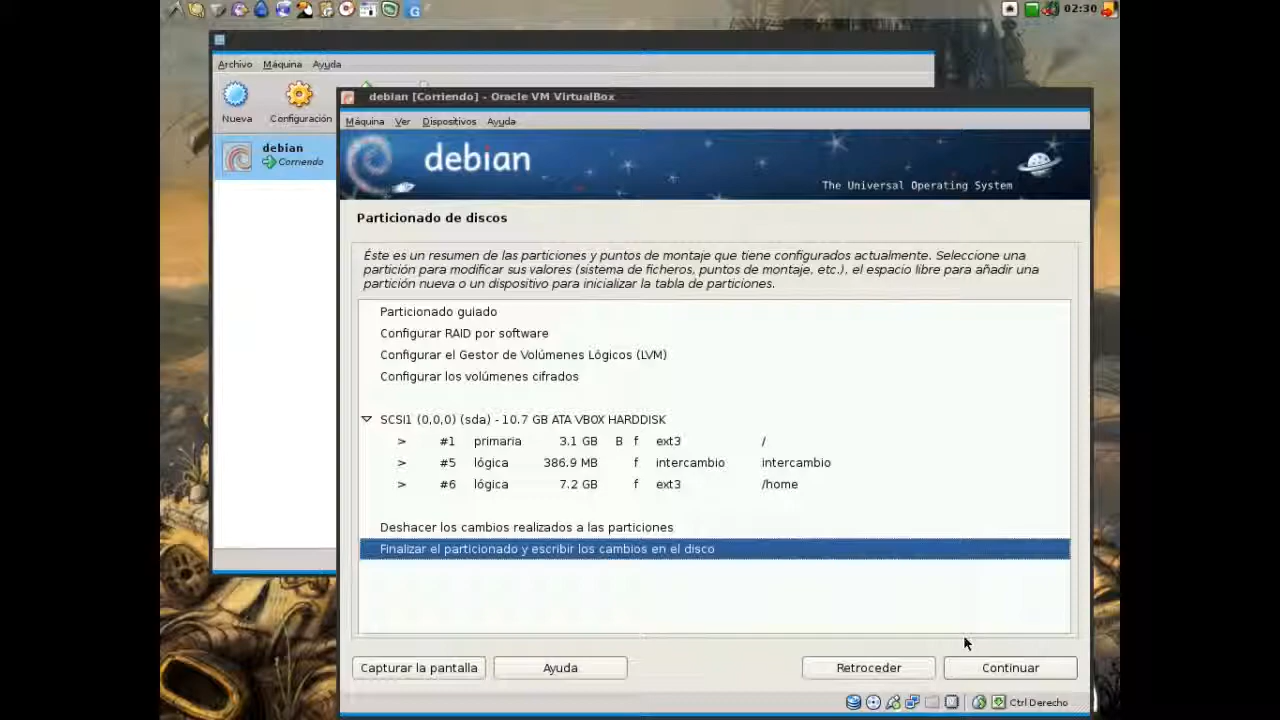 02:30
Archivo Máquina Ayuda
Nueva Configuración
debian
Corriendo
debian [Corriendo] - Oracle VM VirtualBox
Máquina Ver Dispositivos Ayuda
debian
The Universal Operating System
Particionado de discos
Éste es un resumen de las particiones y puntos de montaje que tiene configurados actualmente. Seleccione una
partición para modificar sus valores (sistema de ficheros, puntos de montaje, etc.), el espacio libre para añadir una
partición nueva o un dispositivo para inicializar la tabla de particiones.
Particionado guiado
Configurar RAID por software
Configurar el Gestor de Volúmenes Lógicos (LVM)
Configurar los volúmenes cifrados
SCSI1 (0,0,0) (sda) - 10.7 GB ATA VBOX HARDDISK
> #1 primaria 3.1 GB B f ext3 /
> #5 lógica 386.9 MB f intercambio intercambio
> #6 lógica 7.2 GB f ext3 /home
Deshacer los cambios realizados a las particiones
Finalizar el particionado y escribir los cambios en el disco
Capturar la pantalla Ayuda Retroceder Continuar
Ctrl Derecho